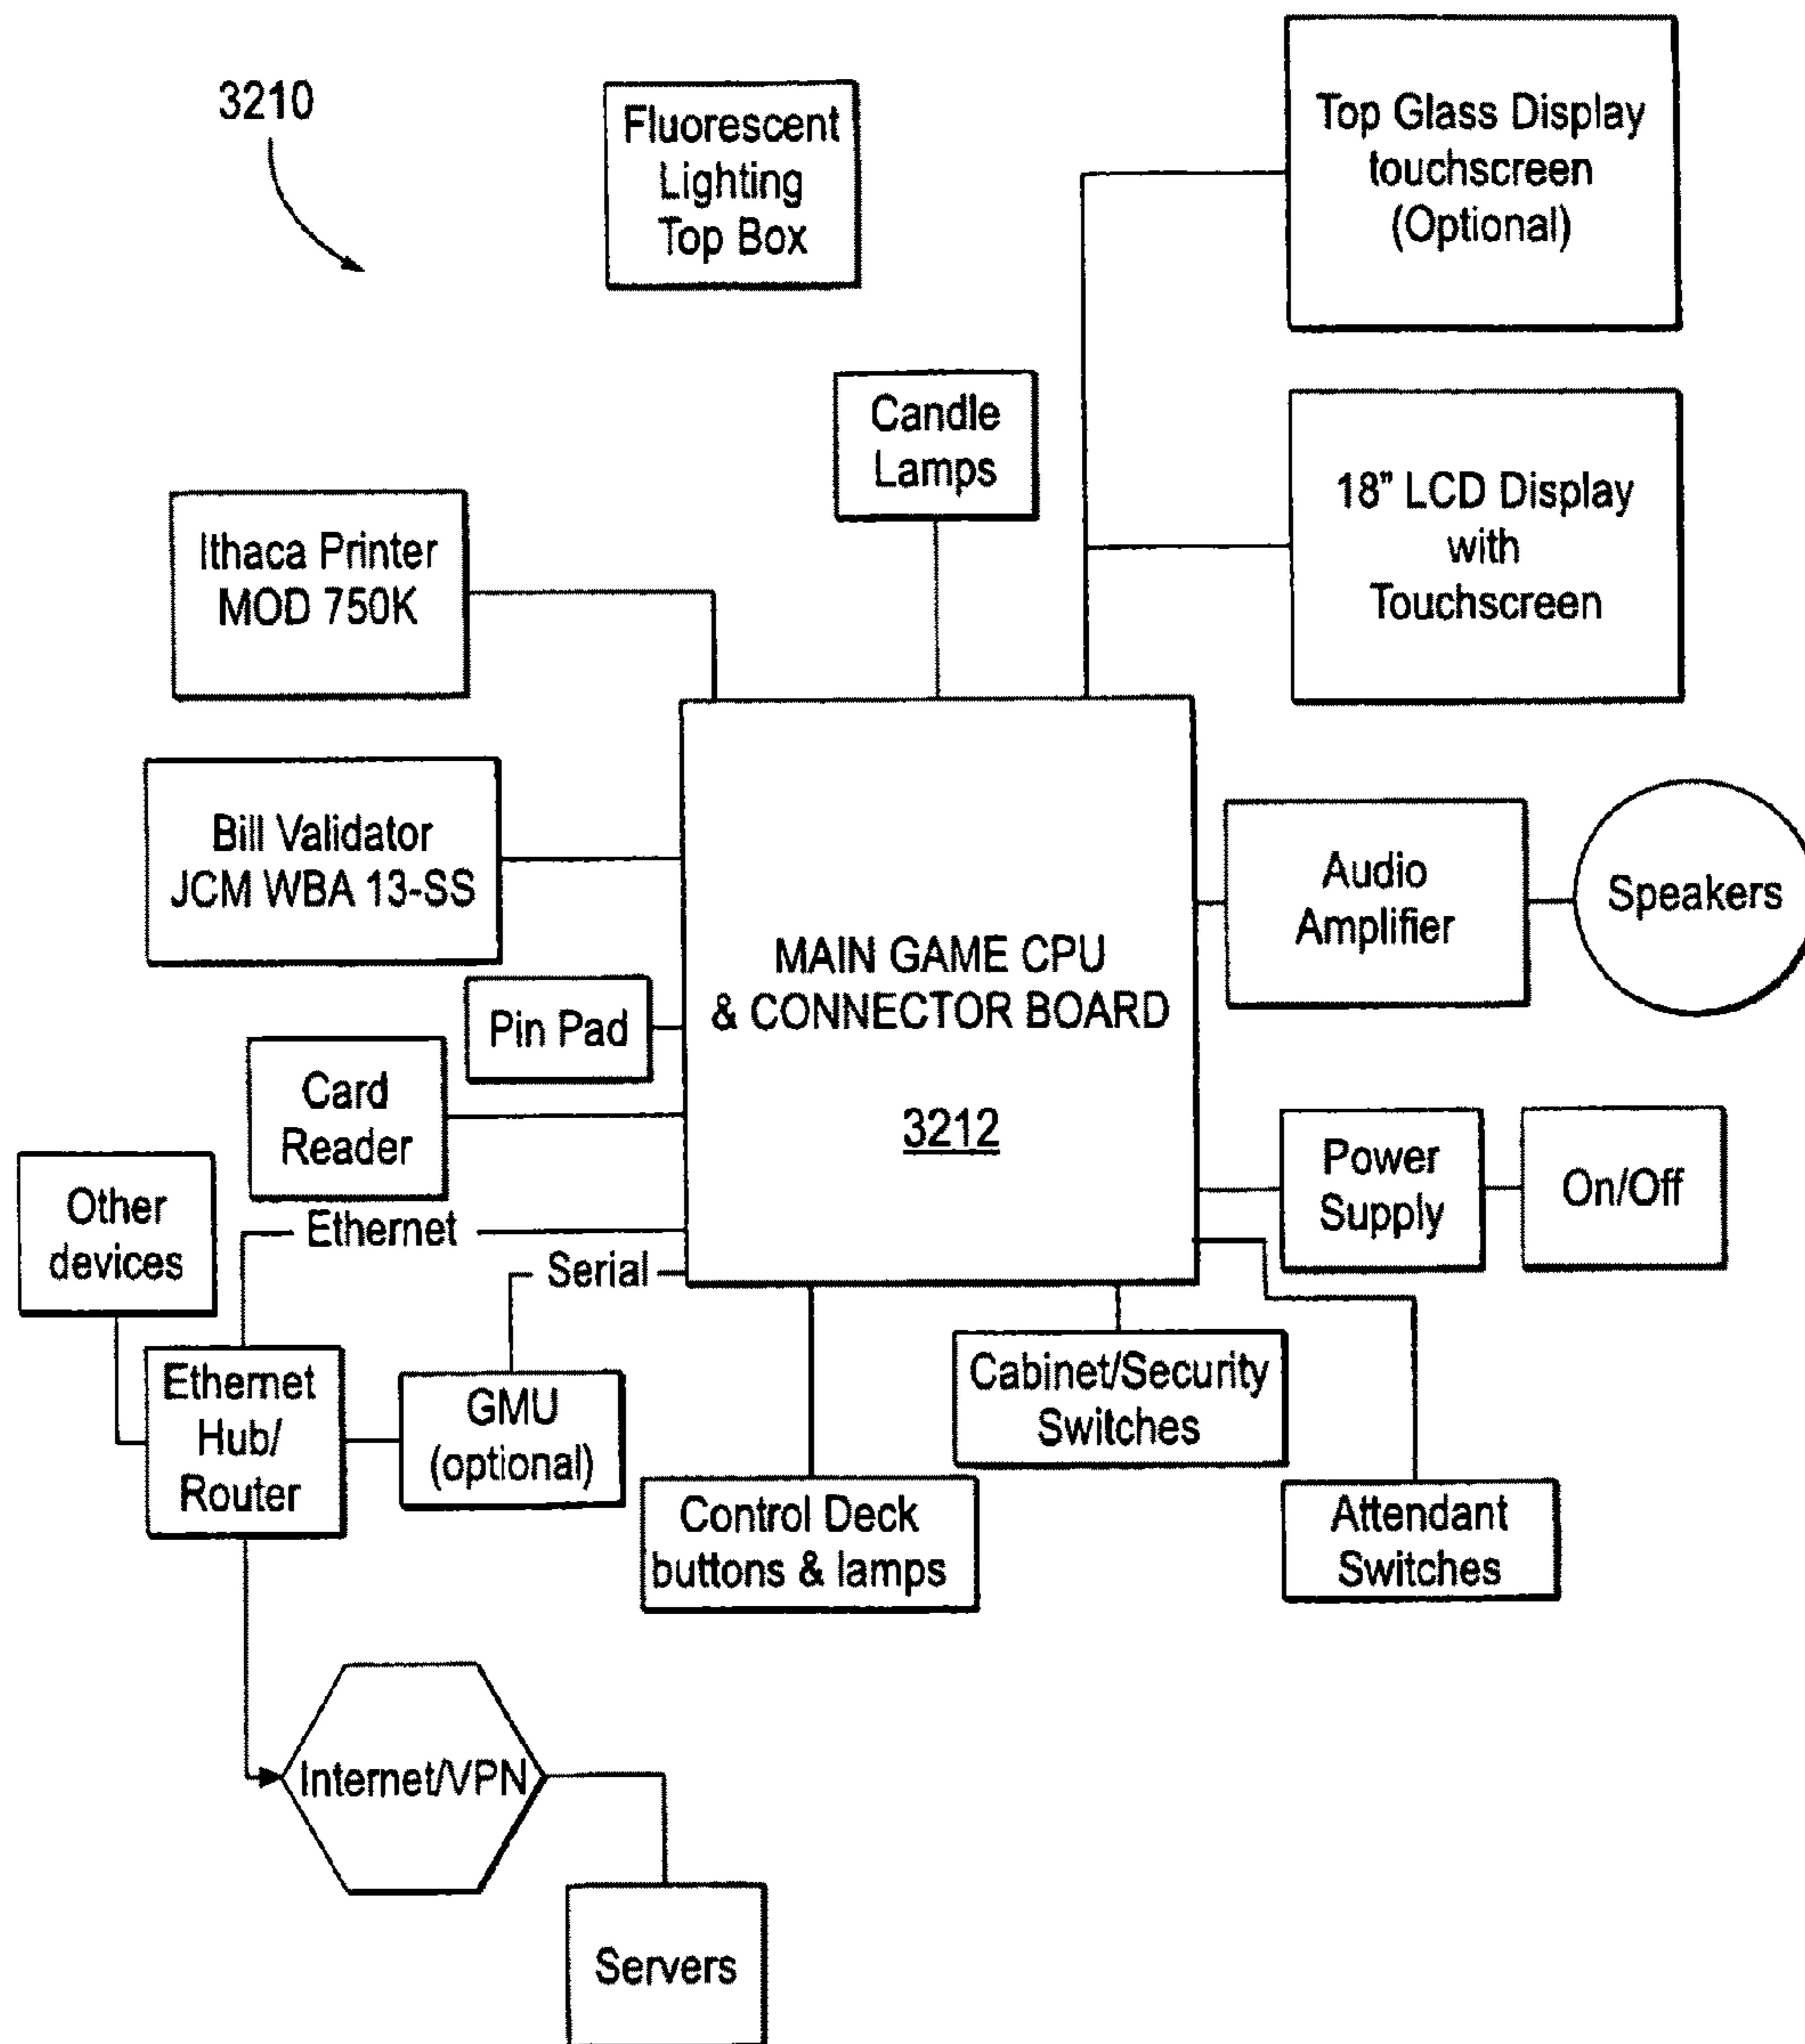 3210
Fluorescent
Lighting
Top Box
Top Glass Display
touchscreen
(Optional)
Candle
Lamps
18" LCD Display
with
Touchscreen
Ithaca Printer
MOD 750K
Bill Validator
JCM WBA 13-SS
MAIN GAME CPU
& CONNECTOR BOARD
3212
Audio
Amplifier
Speakers
Pin Pad
Card
Reader
Power
Supply
On/Off
Other
devices
Ethernet
Serial
Ethernet
Hub/
Router
GMU
(optional)
Cabinet/Security
Switches
Control Deck
buttons & lamps
Attendant
Switches
Internet/VPN
Servers